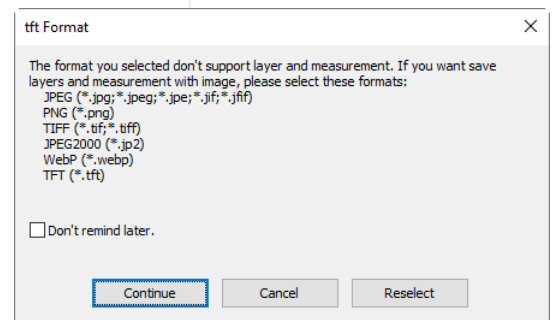 tft Format
The format you selected don't support layer and measurement. If you want save
layers and measurement with image, please select these formats:
JPEG (*.jpg;*.jpeg;*.jpe;*.jif;*.jfif)
PNG (*.png)
TIFF (*.tif;*.tiff)
JPEG2000 (*.jp2)
WebP (*.webp)
TFT (*.tft)
Don't remind later.
Continue Cancel Reselect